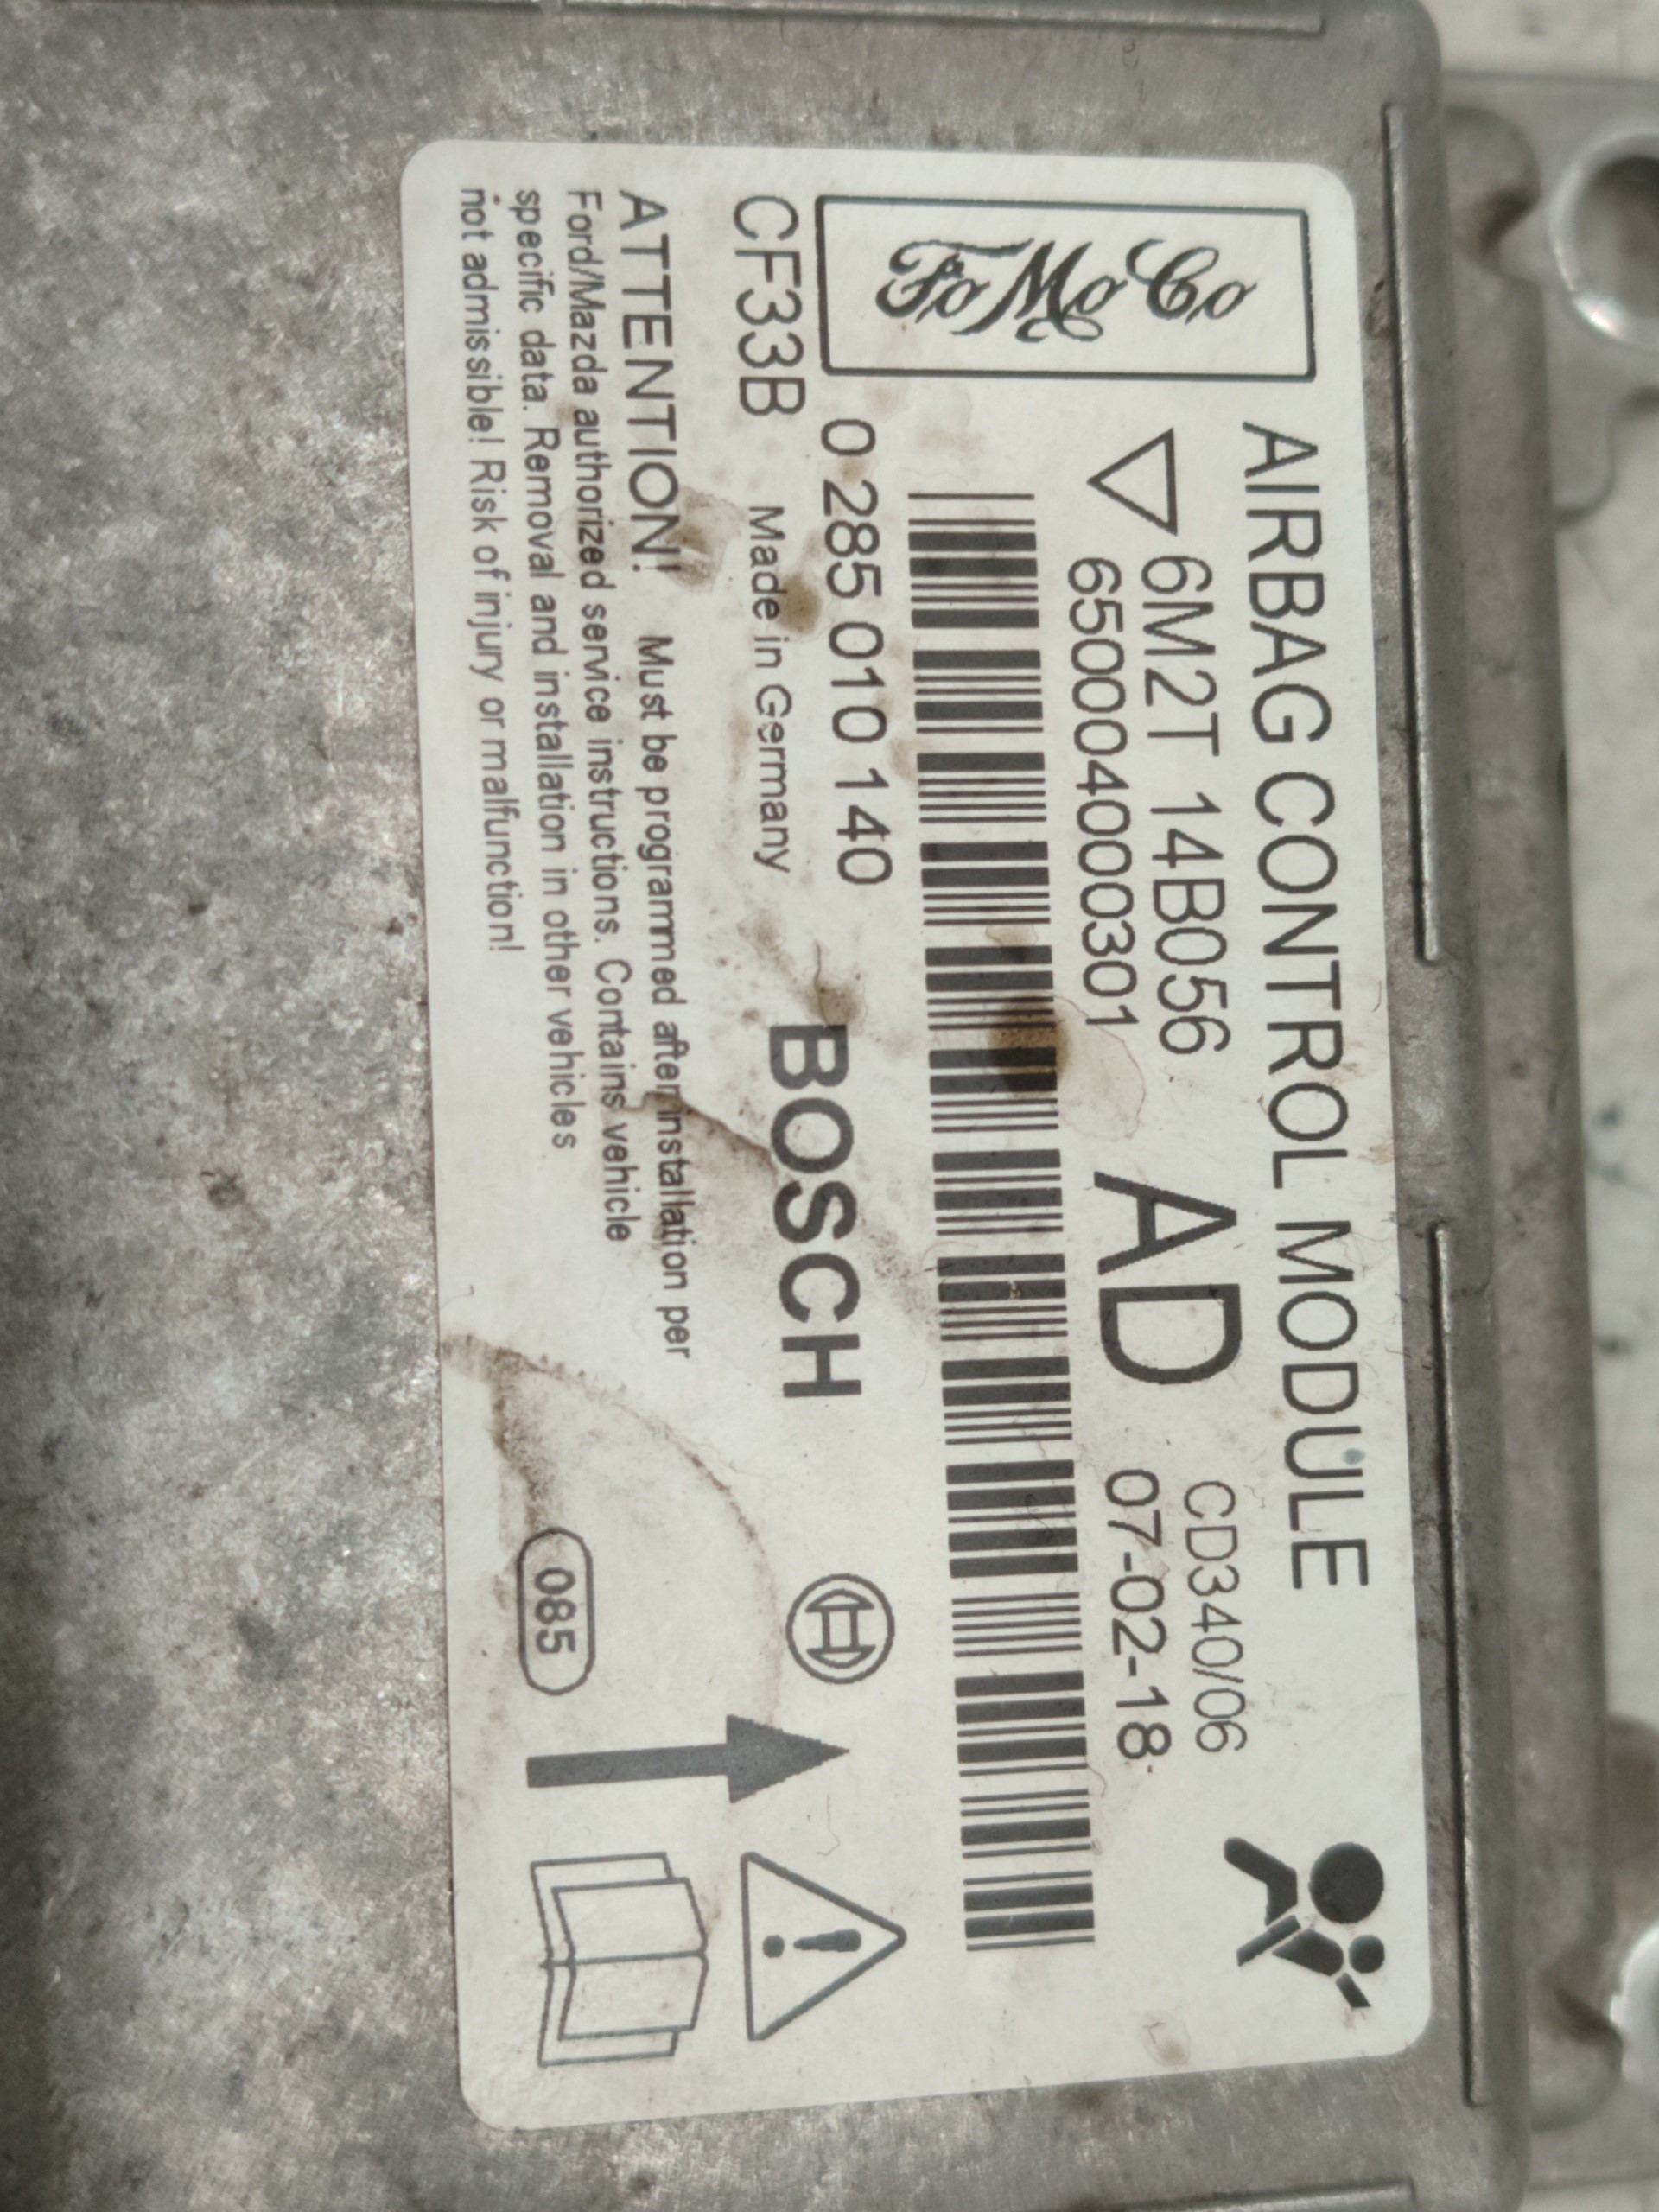 FoMoCo
AIRBAG CONTROL MODULE
6M2T 14B056
AD
CD340/06
6500040000301
07-02-18
0 285 010 140
CF33B
Made in Germany
BOSCH
ATTENTION! Must be programmed after installation per
Ford/Mazda authorized service instructions. Contains vehicle
specific data. Removal and installation in other vehicles
not admissible! Risk of injury or malfunction!
085